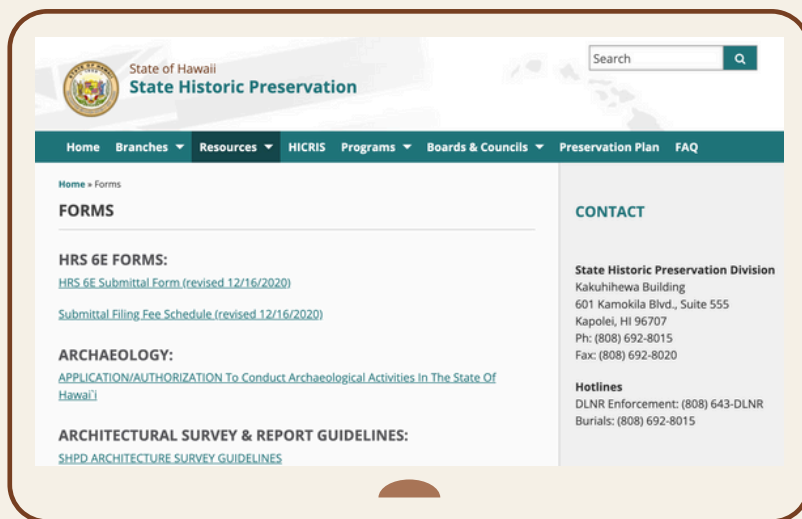 State of Hawaii
State Historic Preservation
Search
Home Branches Resources HICRIS Programs Boards & Councils Preservation Plan FAQ
Home » Forms
FORMS
HRS 6E FORMS:
HRS 6E Submittal Form (revised 12/16/2020)
Submittal Filing Fee Schedule (revised 12/16/2020)
ARCHAEOLOGY:
APPLICATION/AUTHORIZATION To Conduct Archaeological Activities In The State Of
Hawai`i
ARCHITECTURAL SURVEY & REPORT GUIDELINES:
SHPD ARCHITECTURE SURVEY GUIDELINES
CONTACT
State Historic Preservation Division
Kakuhihewa Building
601 Kamokila Blvd., Suite 555
Kapolei, HI 96707
Ph: (808) 692-8015
Fax: (808) 692-8020
Hotlines
DLNR Enforcement: (808) 643-DLNR
Burials: (808) 692-8015